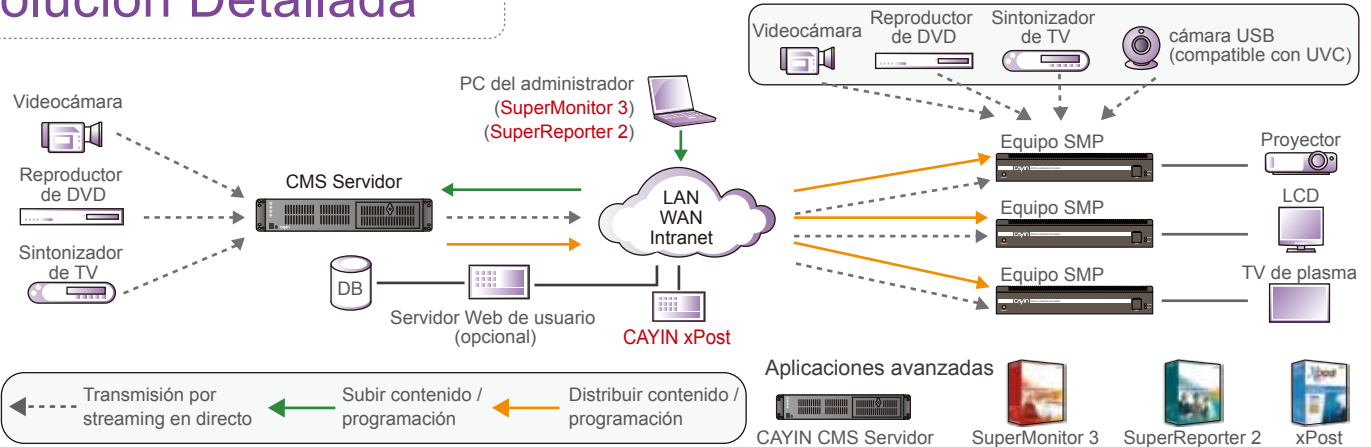 olución Detallada
Videocámara
Reproductor
de DVD
Sintonizador
de TV
cámara USB
(compatible con UVC)
PC del administrador
(SuperMonitor 3)
(SuperReporter 2)
Videocámara
Reproductor
de DVD
Sintonizador
de TV
CMS Servidor
LAN
WAN
Intranet
DB
Servidor Web de usuario
(opcional)
CAYIN xPost
Equipo SMP
Equipo SMP
Equipo SMP
Proyector
LCD
TV de plasma
Transmisión por
streaming en directo
Subir contenido /
programación
Distribuir contenido /
programación
Aplicaciones avanzadas
CAYIN CMS Servidor
SuperMonitor 3
SuperReporter 2
xPost